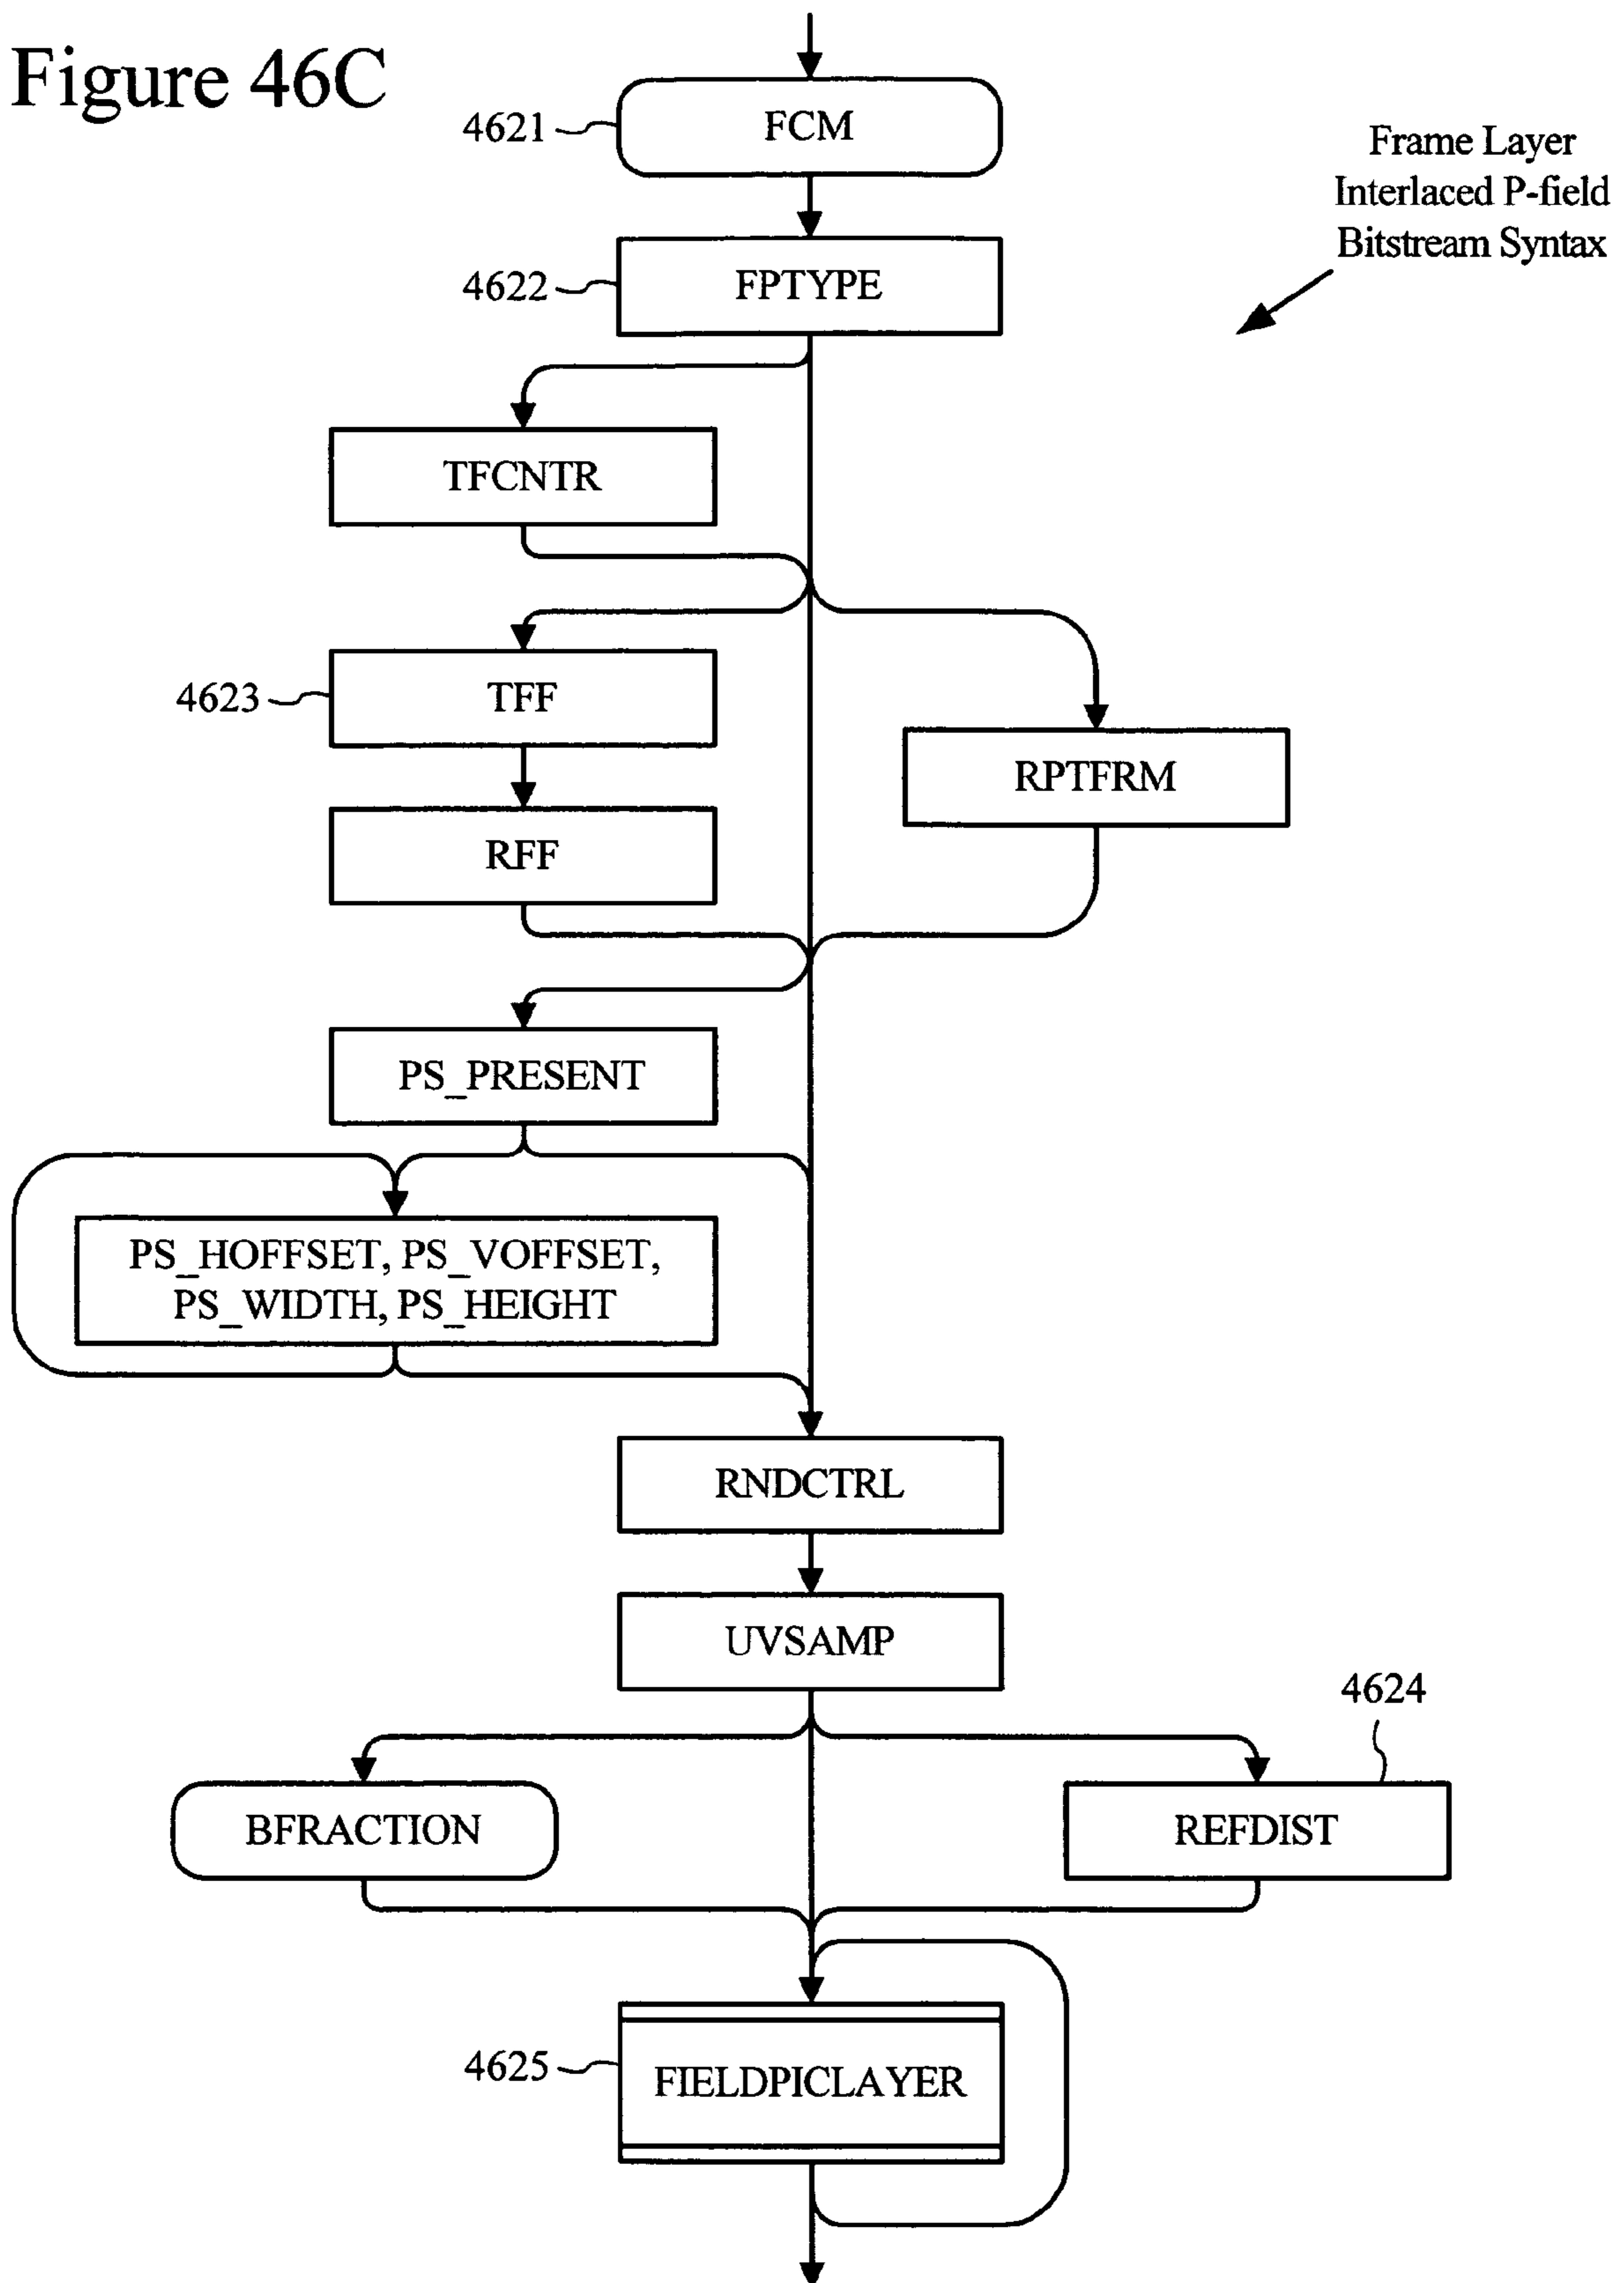 Figure 46C
FCM
4621
Frame Layer
Interlaced P-field
Bitstream Syntax
FPTYPE
4622
TFCNTR
TFF
4623
RPTFRM
RFF
PS_PRESENT
PS_HOFFSET, PS_VOFFSET,
PS_WIDTH, PS_HEIGHT
RNDCTRL
UVSAMP
4624
BFRACTION
REFDIST
4625
FIELDPICLAYER